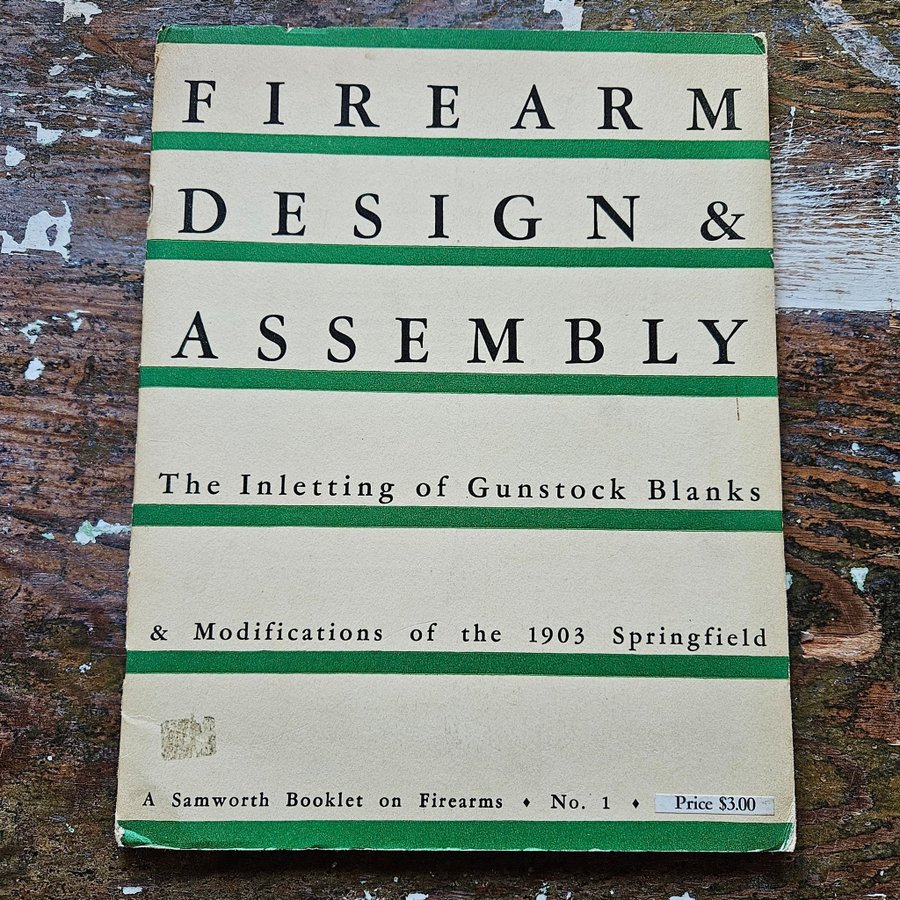 FIREARM
DESIGN &
ASSEMBLY
The Inletting of Gunstock Blanks
& Modifications of the 1903 Springfield
A Samworth Booklet on Firearms ♦ No. 1 ♦ Price $3.00